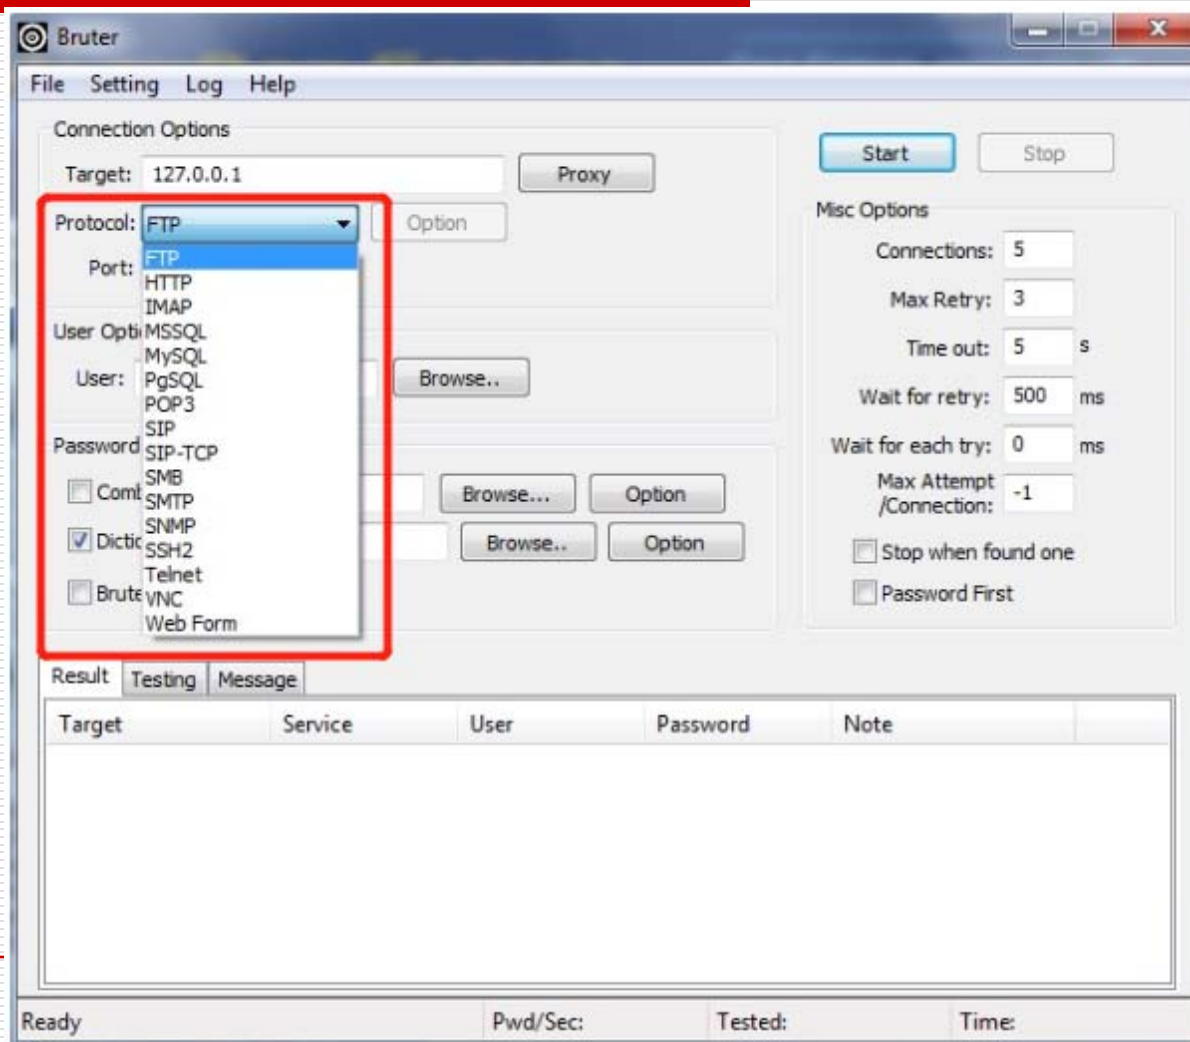 Bruter
File Setting Log Help
Connection Options
Target: 127.0.0.1 Proxy
Start Stop
Protocol: FTP Option
Port:
FTP
HTTP
IMAP
MSSQL
MySQL
PgSQL
POP3
SIP
SIP-TCP
SMB
SMTP
SNMP
SSH2
Telnet
VNC
Web Form
User Opti
User: Browse..
Password
Comb Browse... Option
Dictic Browse.. Option
Brute
Misc Options
Connections: 5
Max Retry: 3
Time out: 5 s
Wait for retry: 500 ms
Wait for each try: 0 ms
Max Attempt
/Connection: -1
Stop when found one
Password First
Result Testing Message
Target Service User Password Note
Ready Pwd/Sec: Tested: Time: